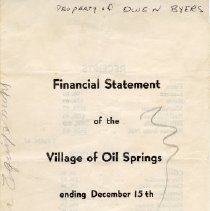 Property of OWEN BYERS
Financial Statement
of the
Village of Oil Springs
ending December 15th